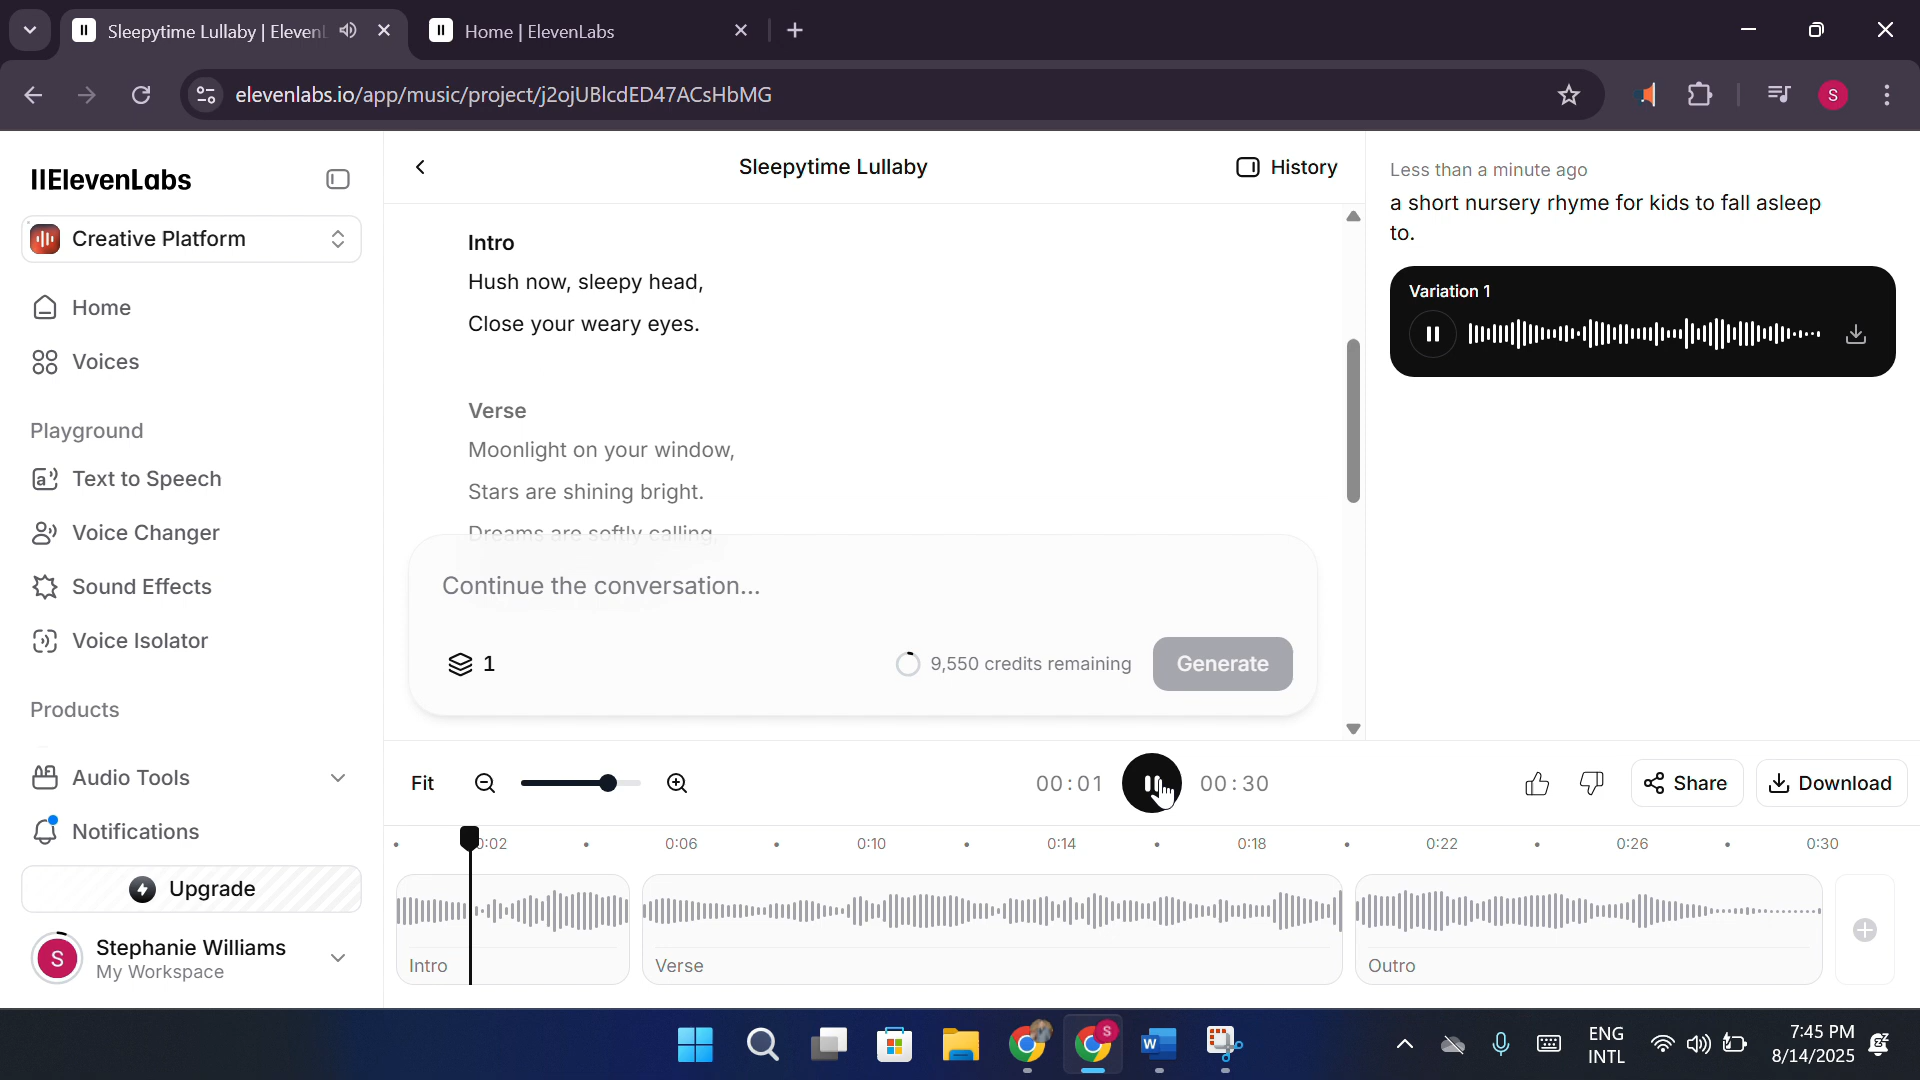 Sleepytime Lullaby | Eleven
Home | ElevenLabs
elevenlabs.io/app/music/project/j2ojUBlcdED47ACsHbMG
S
IIElevenLabs
Creative Platform
Home
Voices
Playground
Text to Speech
Voice Changer
Sound Effects
Voice Isolator
Products
Audio Tools
Notifications
Upgrade
S
Stephanie Williams
My Workspace
Sleepytime Lullaby
History
Intro
Hush now, sleepy head,
Close your weary eyes.
Verse
Moonlight on your window,
Stars are shining bright.
Dreams are softly calling,
Continue the conversation...
1
9,550 credits remaining
Generate
Less than a minute ago
a short nursery rhyme for kids to fall asleep
to.
Variation 1
Fit
00:01
00:30
Share
Download
0:02
0:06
0:10
0:14
0:18
0:22
0:26
0:30
Intro
Verse
Outro
S
W
ENG
INTL
7:45 PM
8/14/2025